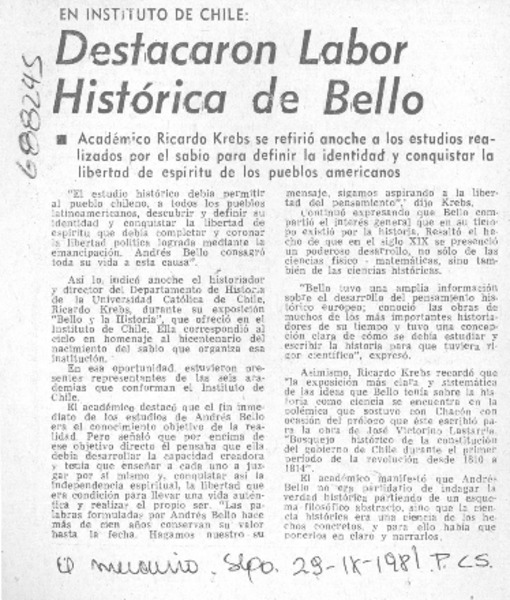 EN INSTITUTO DE CHILE:
Destacaron Labor
Histórica de Bello
688245
■ Académico Ricardo Krebs se refirió anoche a los estudios rea-
lizados por el sabio para definir la identidad y conquistar la
libertad de espíritu de los pueblos americanos
"El estudio histórico debía permitir
al pueblo chileno, a todos los pueblos
latinoamericanos, descubrir y definir su
identidad y conquistar la libertad de
espíritu que debía completar y coronar
la libertad política lograda mediante la
emancipación. Andrés Bello consagró
toda su vida a esta causa".
Así lo indicó anoche el historiador
y director del Departamento de Historia
de la Universidad Católica de Chile,
Ricardo Krebs, durante su exposición
"Bello y la Historia", que ofreció en el
Instituto de Chile. Ella correspondió al
ciclo en homenaje al bicentenario del
nacimiento del sabio que organiza esa
institución.
En esa oportunidad, estuvieron pre-
sentes representantes de las seis aca-
demias que conforman el Instituto de
Chile.
El académico destacó que el fin inme-
diato de los estudios de Andrés Bello
era el conocimiento objetivo de la rea-
lidad. Pero señaló que por encima de
ese objetivo directo él pensaba que ella
debía desarrollar la capacidad creadora
y tenía que enseñar a cada uno a juz-
gar por sí mismo y conquistar así la
independencia espiritual, la libertad que
era condición para llevar una vida autén-
tica y realizar el propio ser. "Las pa-
labras formuladas por Andrés Bello hace
más de cien años conservan su valor
hasta la fecha. Hagamos nuestro su
mensaje, sigamos aspirando a la liber-
tad del pensamiento", dijo Krebs.
Continuó expresando que Bello com-
partió el interés general que en su tiem-
po existió por la historia. Resaltó el he-
cho de que en el siglo XIX se presenció
un poderoso desarrollo, no sólo de las
ciencias físico - matemáticas, sino tam-
bién de las ciencias históricas.
"Bello tuvo una amplia información
sobre el desarrollo del pensamiento his-
tórico europeo; conoció las obras de
muchos de los más importantes historia-
dores de su tiempo y tuvo una concep-
ción clara de cómo se debía estudiar y
escribir la historia para que tuviera ri-
gor científico", expresó.
Asimismo, Ricardo Krebs recordó que
"la exposición más clara y sistemática
de las ideas que Bello tenía sobre la his-
toria como ciencia se encuentra en la
polémica que sostuvo con Chacón con
ocasión del prólogo que éste escribió pa-
ra la obra de José Victorino Lastarria,
"Bosquejo histórico de la constitución
del gobierno de Chile durante el primer
período de la revolución desde 1810 a
1814".
El académico manifestó que Andrés
Bello no era partidario de indagar la
verdad histórica partiendo de un esque-
ma filosófico abstracto, sino que la cien-
cia histórica era una ciencia de los he-
chos concretos, y para ello había que
ponerlos en claro y narrarlos.
El mercurio. Stgo. 29-IX-1981 P. C5.